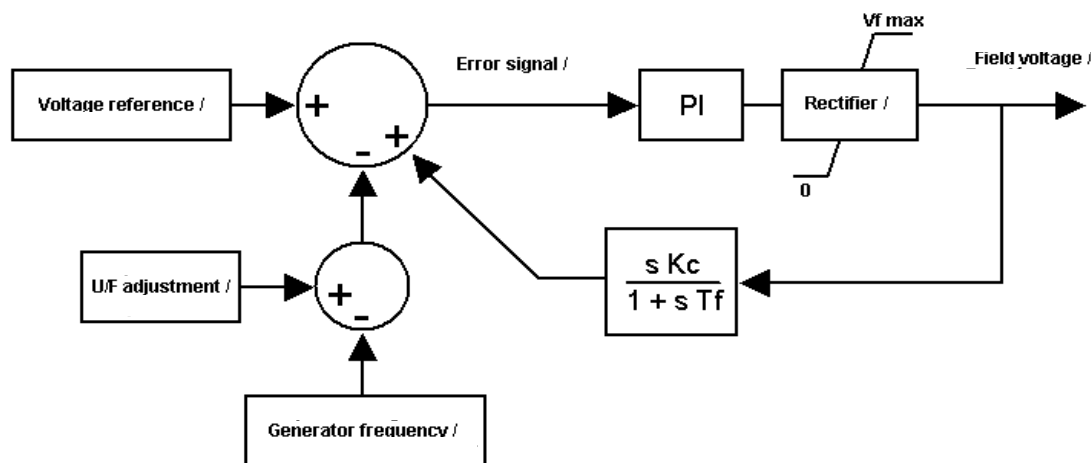 Vf max
Error signal /
Field voltage /
Voltage reference /
+
-
+
PI
Rectifier /
0
s Kc
1 + s Tf
U/F adjustment /
+
-
Generator frequency /